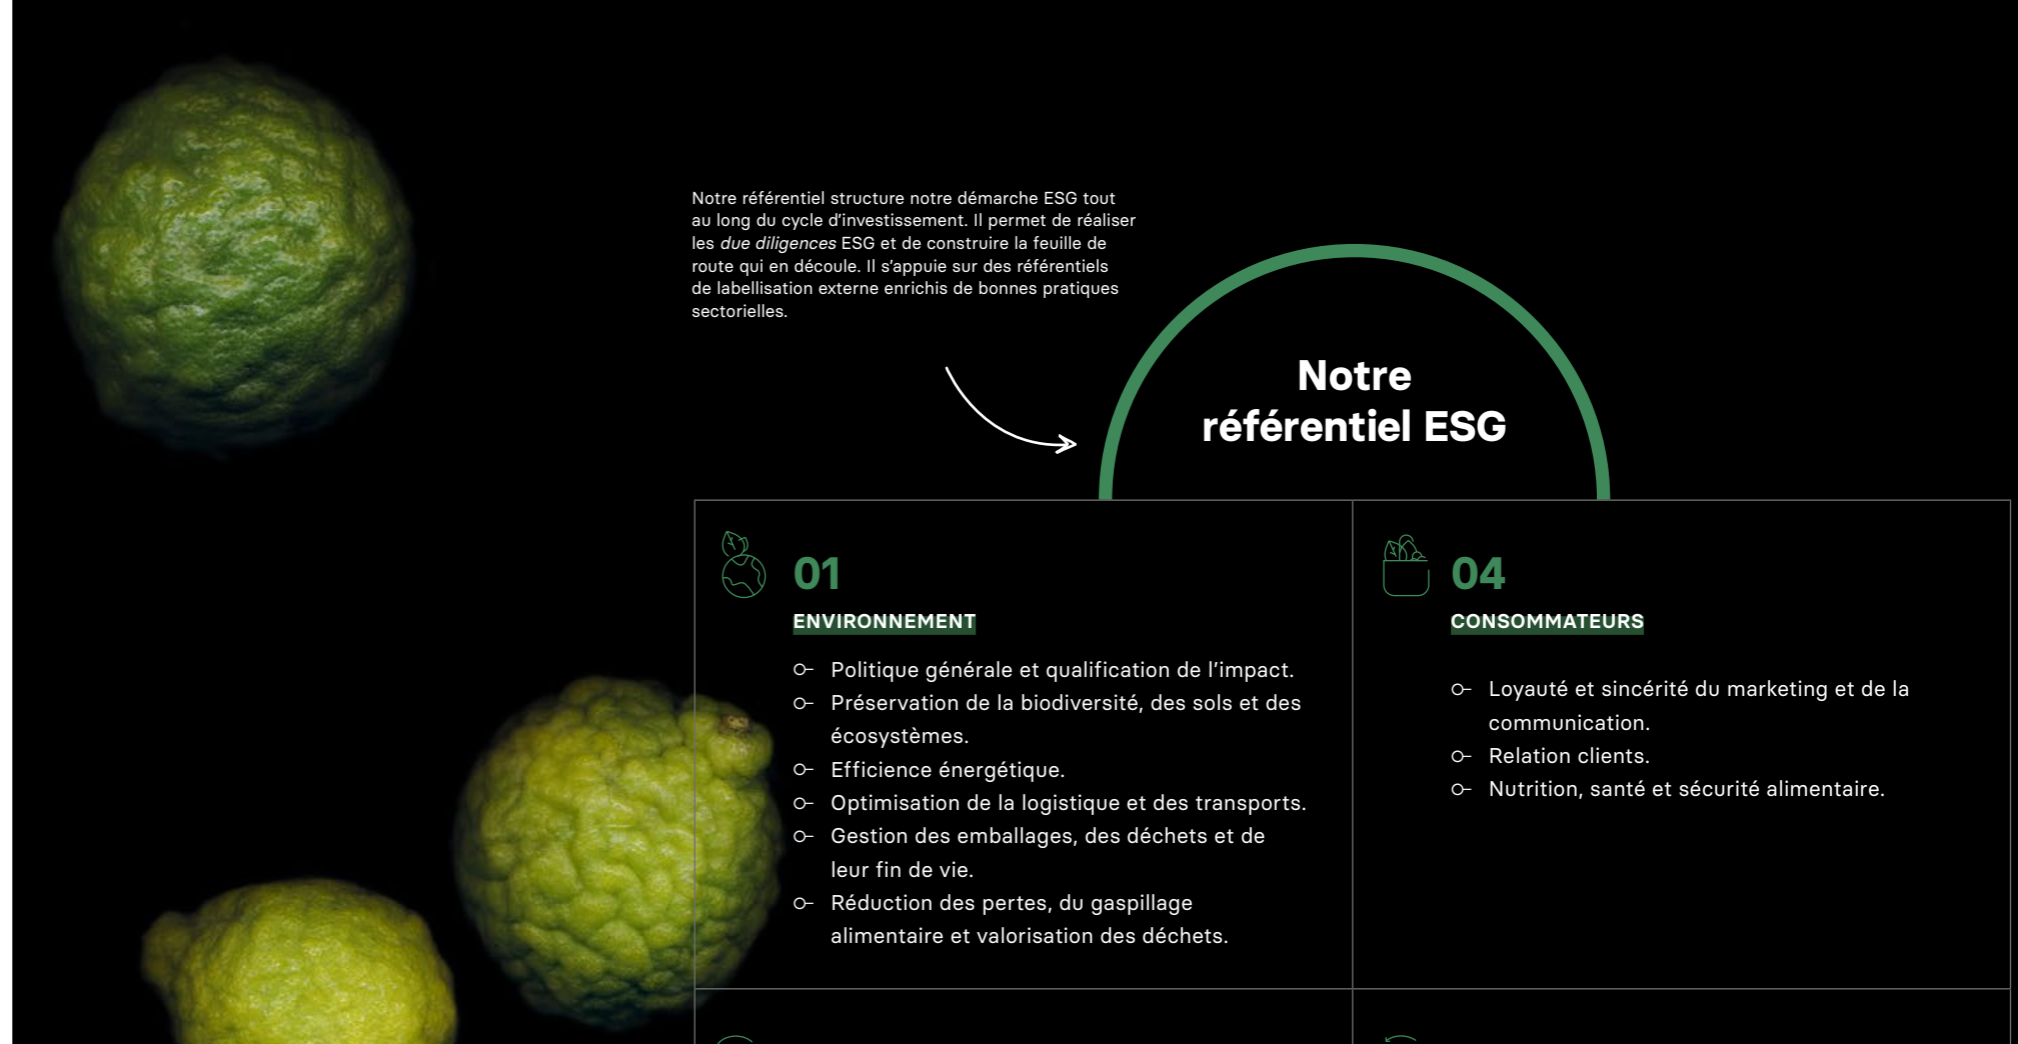 Notre référentiel structure notre démarche ESG tout
au long du cycle d'investissement. Il permet de réaliser
les due diligences ESG et de construire la feuille de
route qui en découle. Il s'appuie sur des référentiels
de labellisation externe enrichis de bonnes pratiques
sectorielles.
Notre
référentiel ESG
01
ENVIRONNEMENT
Politique générale et qualification de l'impact.
Préservation de la biodiversité, des sols et des
écosystèmes.
Efficience énergétique.
Optimisation de la logistique et des transports.
Gestion des emballages, des déchets et de
leur fin de vie.
Réduction des pertes, du gaspillage
alimentaire et valorisation des déchets.
04
CONSOMMATEURS
Loyauté et sincérité du marketing et de la
communication.
Relation clients.
Nutrition, santé et sécurité alimentaire.